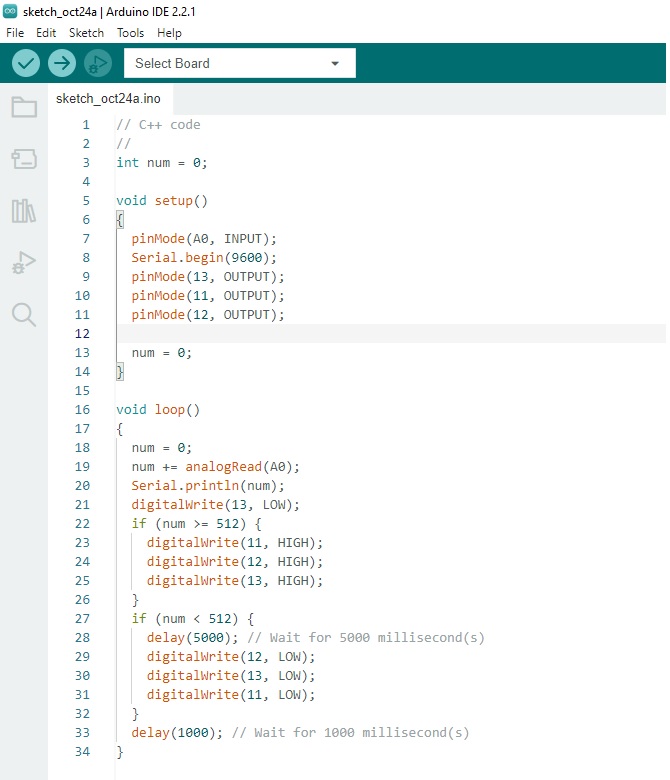 sketch_oct24a | Arduino IDE 2.2.1
File Edit Sketch Tools Help
Select Board
sketch_oct24a.ino
1 // C++ code
2 //
3 int num = 0;
4
5 void setup()
6 {
7   pinMode(A0, INPUT);
8   Serial.begin(9600);
9   pinMode(13, OUTPUT);
10   pinMode(11, OUTPUT);
11   pinMode(12, OUTPUT);
12
13   num = 0;
14 }
15
16 void loop()
17 {
18   num = 0;
19   num += analogRead(A0);
20   Serial.println(num);
21   digitalWrite(13, LOW);
22   if (num >= 512) {
23     digitalWrite(11, HIGH);
24     digitalWrite(12, HIGH);
25     digitalWrite(13, HIGH);
26   }
27   if (num < 512) {
28     delay(5000); // Wait for 5000 millisecond(s)
29     digitalWrite(12, LOW);
30     digitalWrite(13, LOW);
31     digitalWrite(11, LOW);
32   }
33   delay(1000); // Wait for 1000 millisecond(s)
34 }